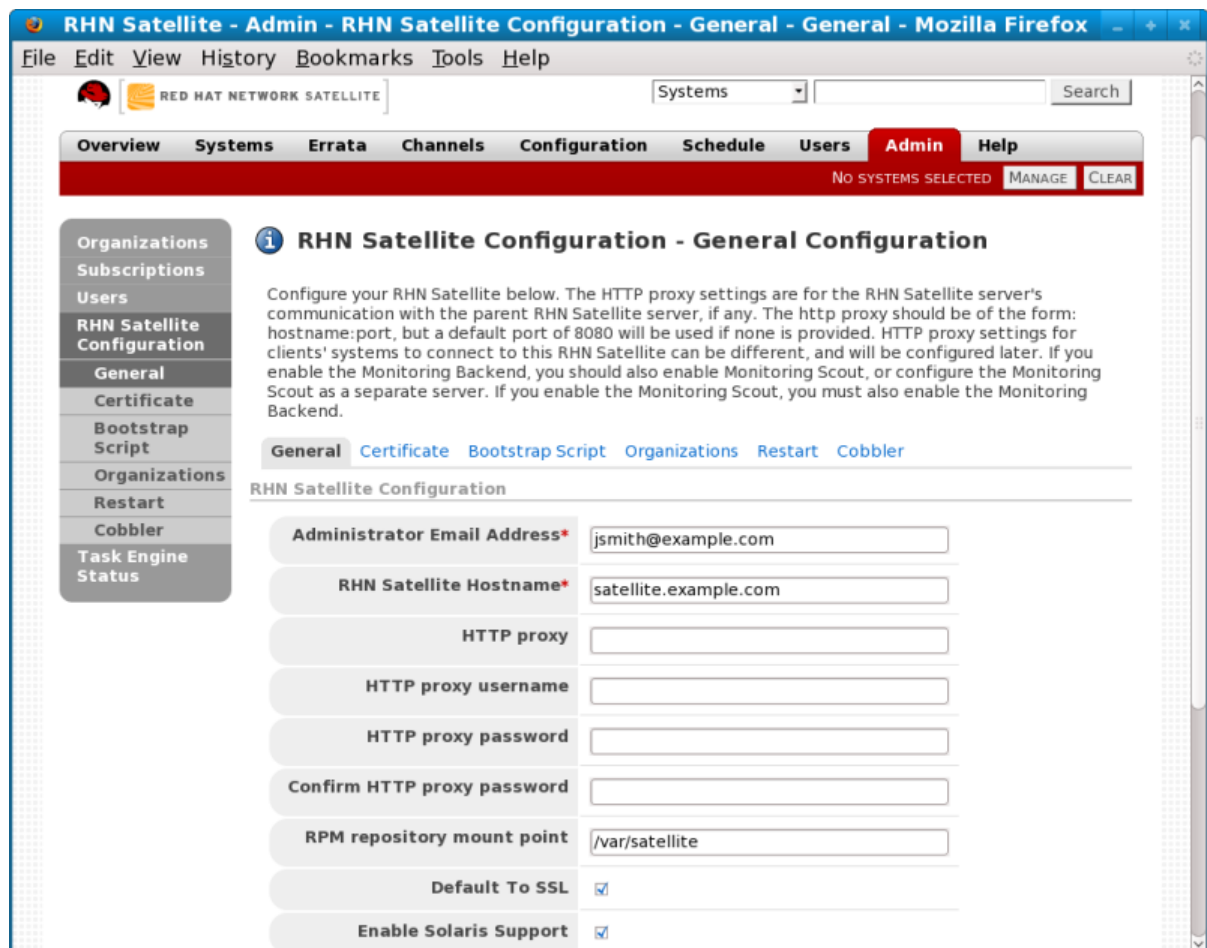 RHN Satellite - Admin - RHN Satellite Configuration - General - General - Mozilla Firefox
File Edit View History Bookmarks Tools Help
RED HAT NETWORK SATELLITE
Systems
Search
Overview Systems Errata Channels Configuration Schedule Users Admin Help
NO SYSTEMS SELECTED MANAGE CLEAR
Organizations
Subscriptions
Users
RHN Satellite
Configuration
General
Certificate
Bootstrap
Script
Organizations
Restart
Cobbler
Task Engine
Status
RHN Satellite Configuration - General Configuration
Configure your RHN Satellite below. The HTTP proxy settings are for the RHN Satellite server's
communication with the parent RHN Satellite server, if any. The http proxy should be of the form:
hostname:port, but a default port of 8080 will be used if none is provided. HTTP proxy settings for
clients' systems to connect to this RHN Satellite can be different, and will be configured later. If you
enable the Monitoring Backend, you should also enable Monitoring Scout, or configure the Monitoring
Scout as a separate server. If you enable the Monitoring Scout, you must also enable the Monitoring
Backend.
General Certificate Bootstrap Script Organizations Restart Cobbler
RHN Satellite Configuration
Administrator Email Address* jsmith@example.com
RHN Satellite Hostname* satellite.example.com
HTTP proxy
HTTP proxy username
HTTP proxy password
Confirm HTTP proxy password
RPM repository mount point /var/satellite
Default To SSL
Enable Solaris Support